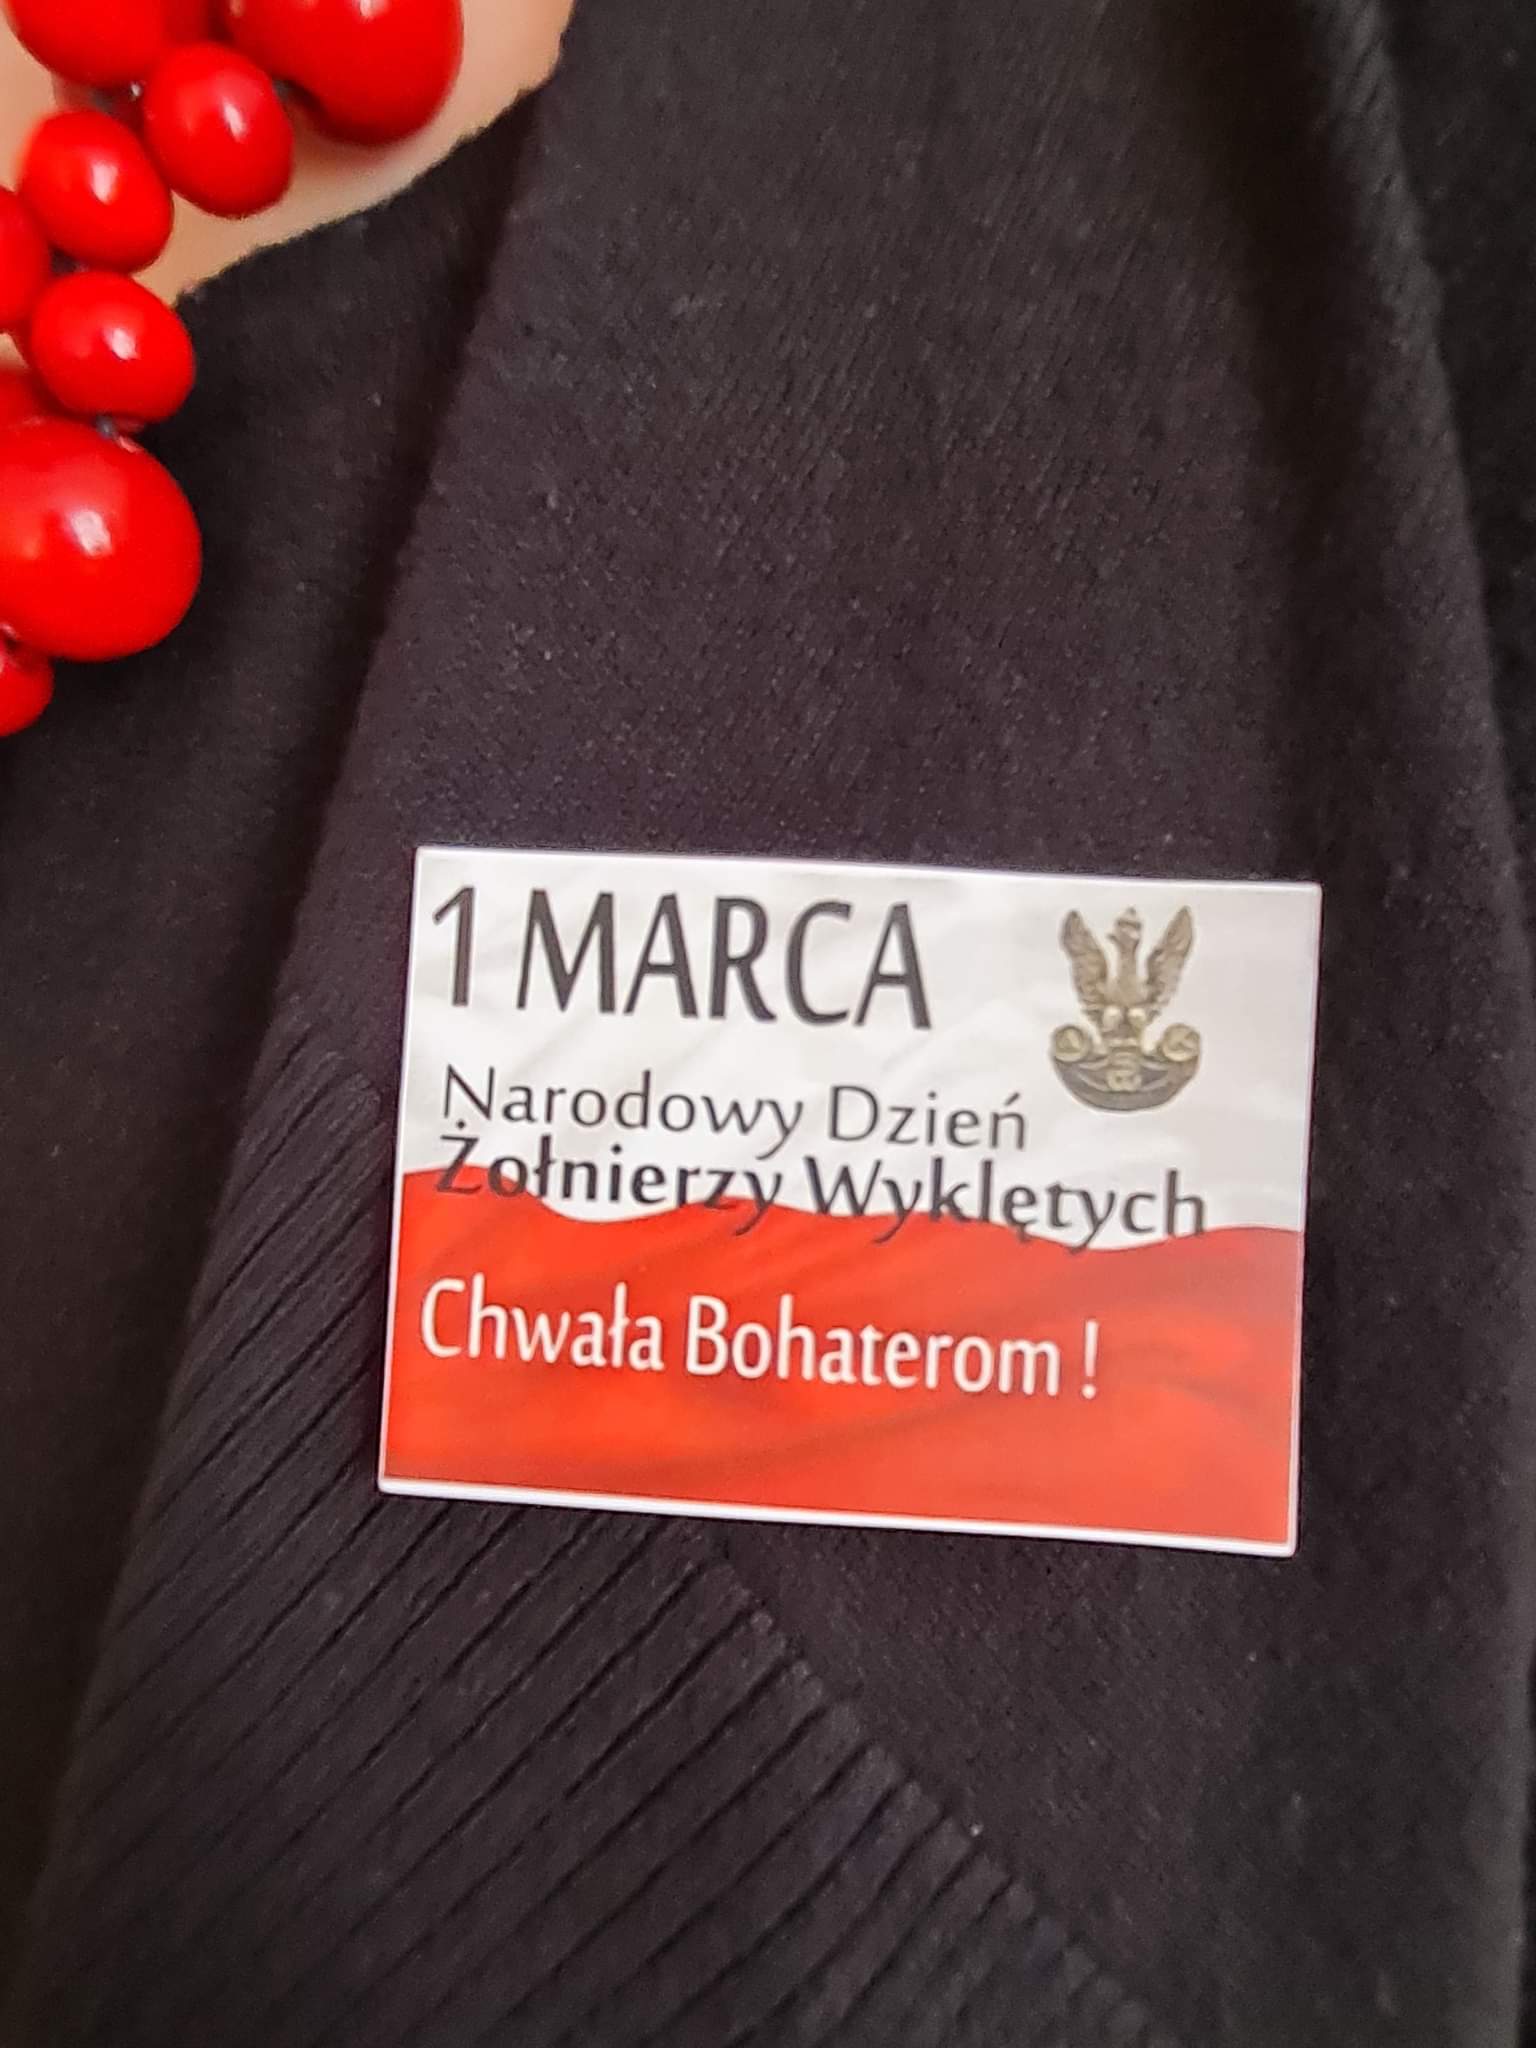 1 MARCA
Narodowy Dzień
Żołnierzy Wyklętych
Chwała Bohaterom !